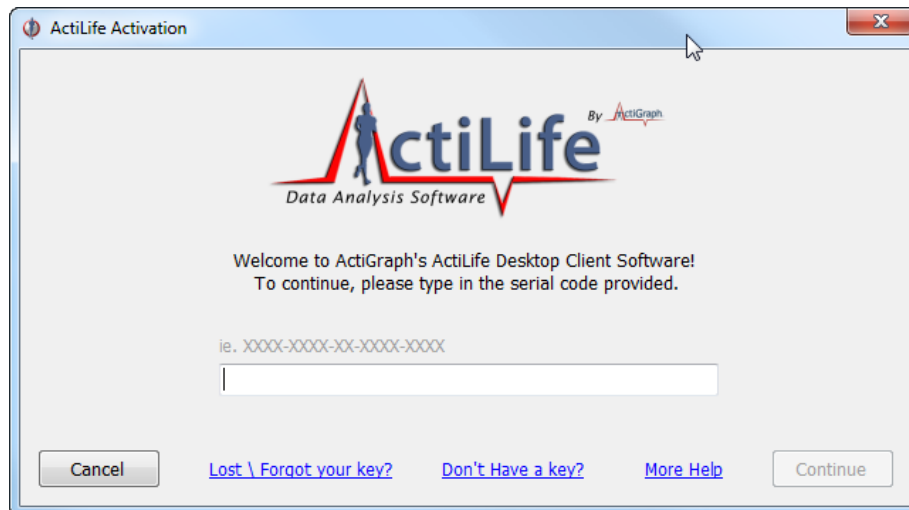 ActiLife Activation
By ActiGraph
ActiLife
Data Analysis Software
Welcome to ActiGraph's ActiLife Desktop Client Software!
To continue, please type in the serial code provided.
ie. XXXX-XXXX-XX-XXXX-XXXX
Cancel
Lost \ Forgot your key?
Don't Have a key?
More Help
Continue